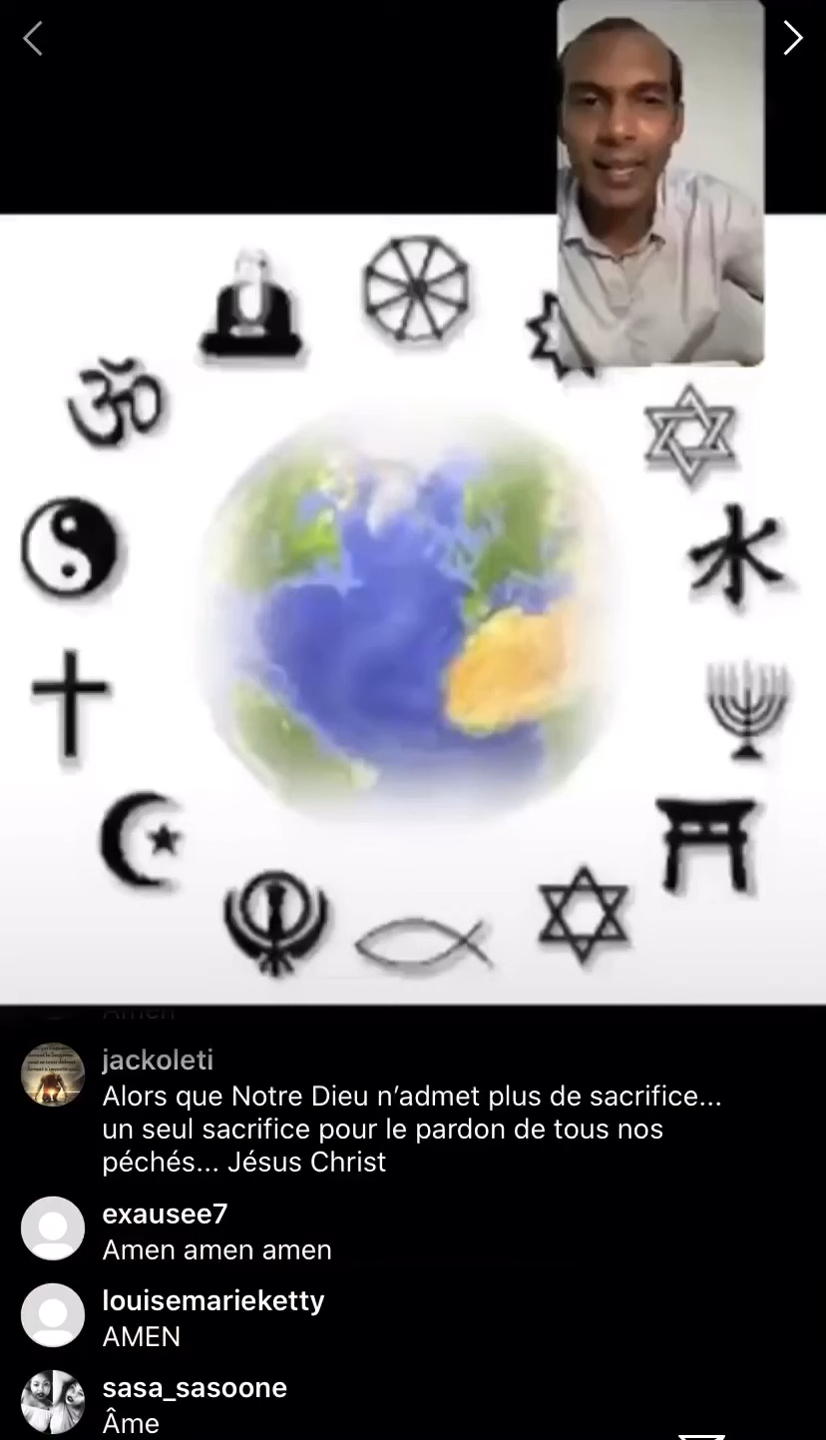 Amen
jackoleti
Alors que Notre Dieu n’admet plus de sacrifice...
un seul sacrifice pour le pardon de tous nos
péchés... Jésus Christ
exausee7
Amen amen amen
louisemarieketty
AMEN
sasa_sasoone
Âme